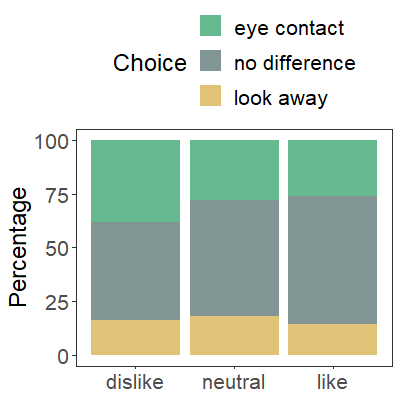 eye contact
Choice
no difference
look away
100
75
50
25
0
Percentage
dislike neutral like